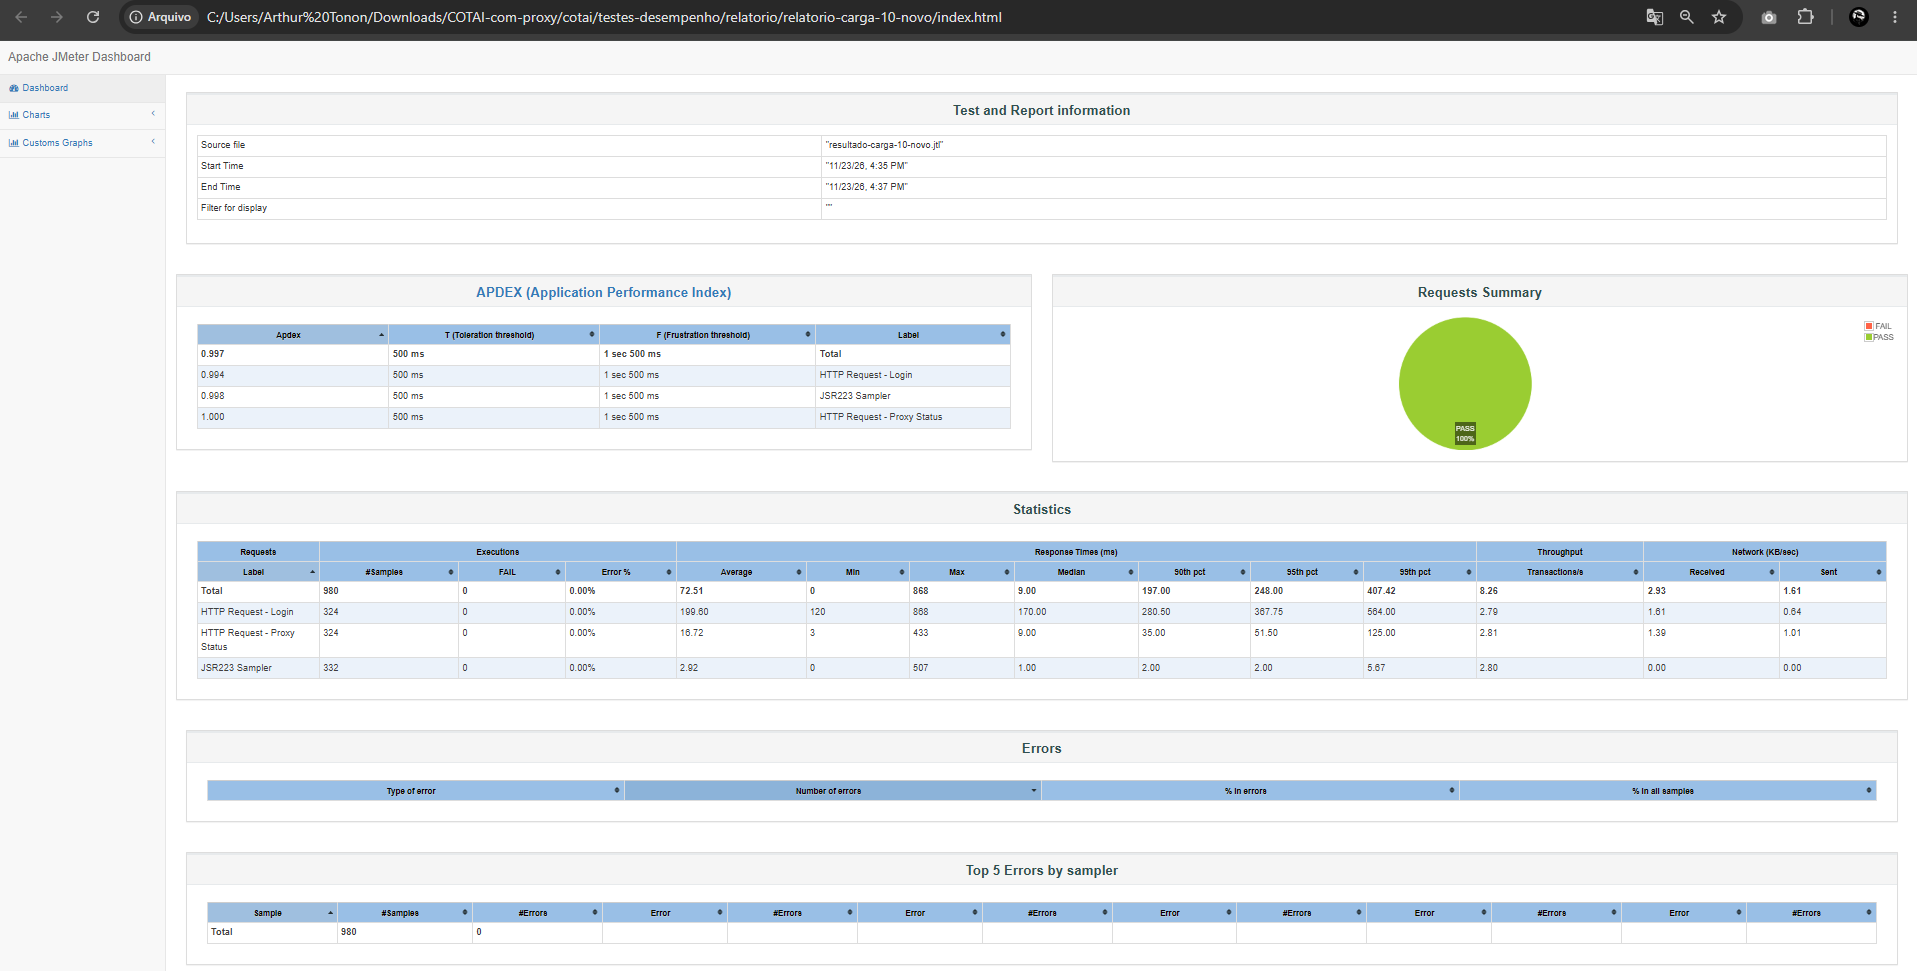 Arquivo C:/Users/Arthur%20Tonon/Downloads/COTAI-com-proxy/cotai/testes-desempenho/relatorio/relatorio-carga-10-novo/index.html
Apache JMeter Dashboard
Dashboard
Charts
Customs Graphs
Test and Report information
Source file "resultado-carga-10-novo.jtl"
Start Time "11/23/26, 4:35 PM"
End Time "11/23/26, 4:37 PM"
Filter for display ""
APDEX (Application Performance Index)
Apdex T (Toleration threshold) F (Frustration threshold) Label
0.997 500 ms 1 sec 500 ms Total
0.994 500 ms 1 sec 500 ms HTTP Request - Login
0.998 500 ms 1 sec 500 ms JSR223 Sampler
1.000 500 ms 1 sec 500 ms HTTP Request - Proxy Status
Requests Summary
FAIL
PASS
PASS
100%
Statistics
Requests Executions Response Times (ms) Throughput Network (KB/sec)
Label #Samples FAIL Error % Average Min Max Median 90th pct 95th pct 99th pct Transactions/s Received Sent
Total 980 0 0.00% 72.51 0 868 9.00 197.00 248.00 407.42 8.26 2.93 1.61
HTTP Request - Login 324 0 0.00% 199.60 120 868 170.00 280.50 367.75 564.00 2.79 1.61 0.64
HTTP Request - Proxy Status 324 0 0.00% 16.72 3 433 9.00 35.00 51.50 125.00 2.81 1.39 1.01
JSR223 Sampler 332 0 0.00% 2.92 0 507 1.00 2.00 2.00 5.67 2.80 0.00 0.00
Errors
Type of error Number of errors % in errors % in all samples
Top 5 Errors by sampler
Sample #Samples #Errors Error #Errors Error #Errors Error #Errors Error #Errors Error #Errors
Total 980 0